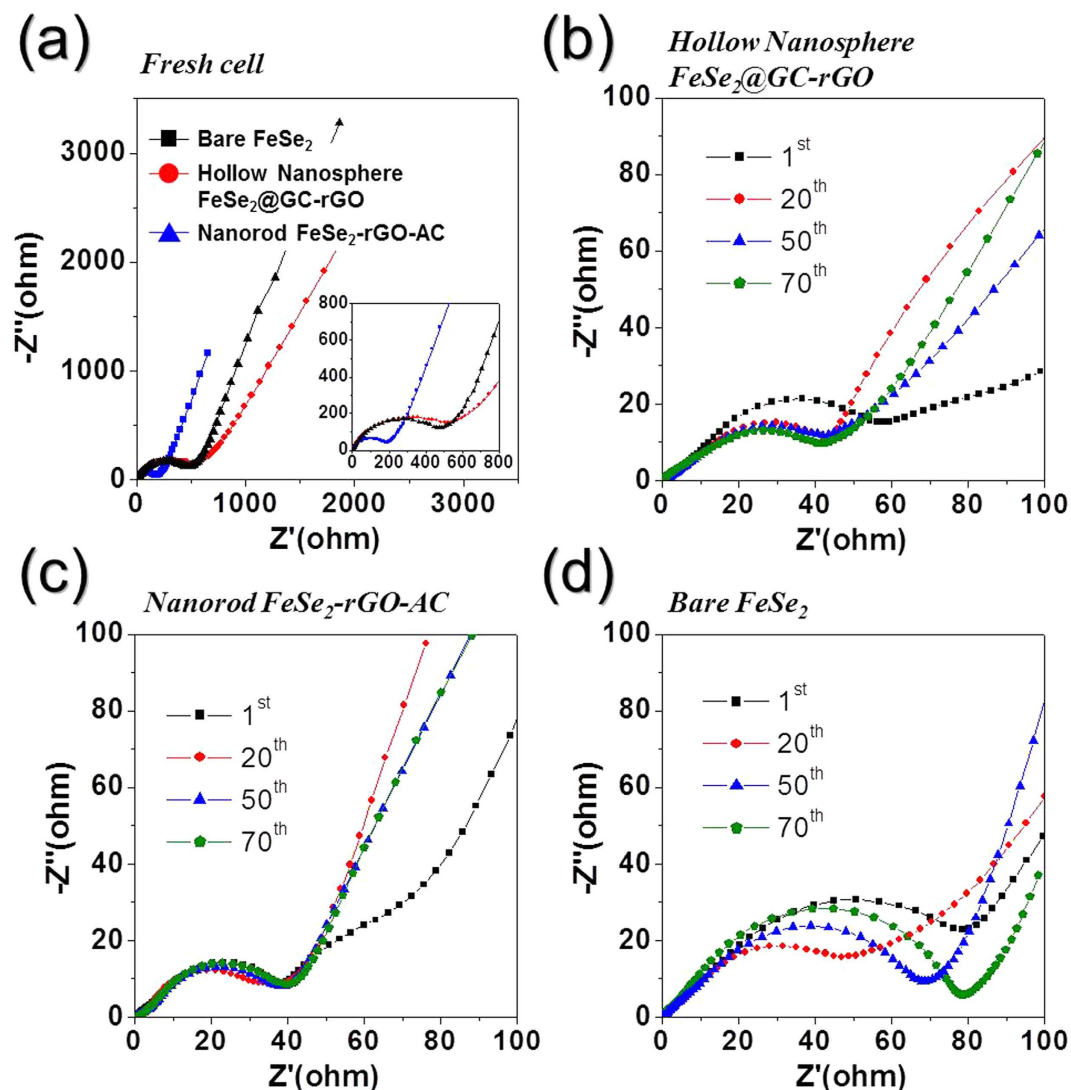 (a)
Fresh cell
3000
2000
1000
0
-Z''(ohm)
Bare FeSe₂
Hollow Nanosphere
FeSe₂@GC-rGO
Nanorod FeSe₂-rGO-AC
800
600
400
200
0
0 200 400 600 800
0 1000 2000 3000
Z'(ohm)
(b)
Hollow Nanosphere
FeSe₂@GC-rGO
100
80
60
40
20
0
-Z''(ohm)
1st
20th
50th
70th
0 20 40 60 80 100
Z'(ohm)
(c)
Nanorod FeSe₂-rGO-AC
100
80
60
40
20
0
-Z''(ohm)
1st
20th
50th
70th
0 20 40 60 80 100
Z'(ohm)
(d)
Bare FeSe₂
100
80
60
40
20
0
-Z''(ohm)
1st
20th
50th
70th
0 20 40 60 80 100
Z'(ohm)